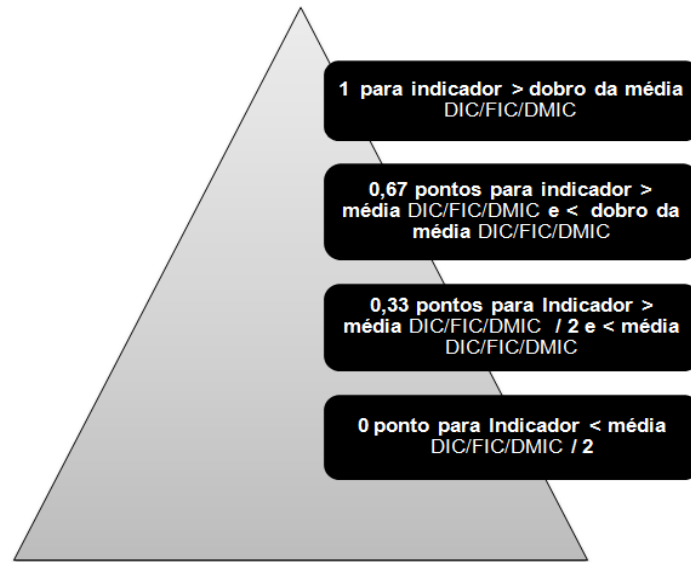 1 para indicador > dobro da média
DIC/FIC/DMIC
0,67 pontos para indicador >
média DIC/FIC/DMIC e < dobro da
média DIC/FIC/DMIC
0,33 pontos para Indicador >
média DIC/FIC/DMIC / 2 e < média
DIC/FIC/DMIC
0 ponto para Indicador < média
DIC/FIC/DMIC / 2